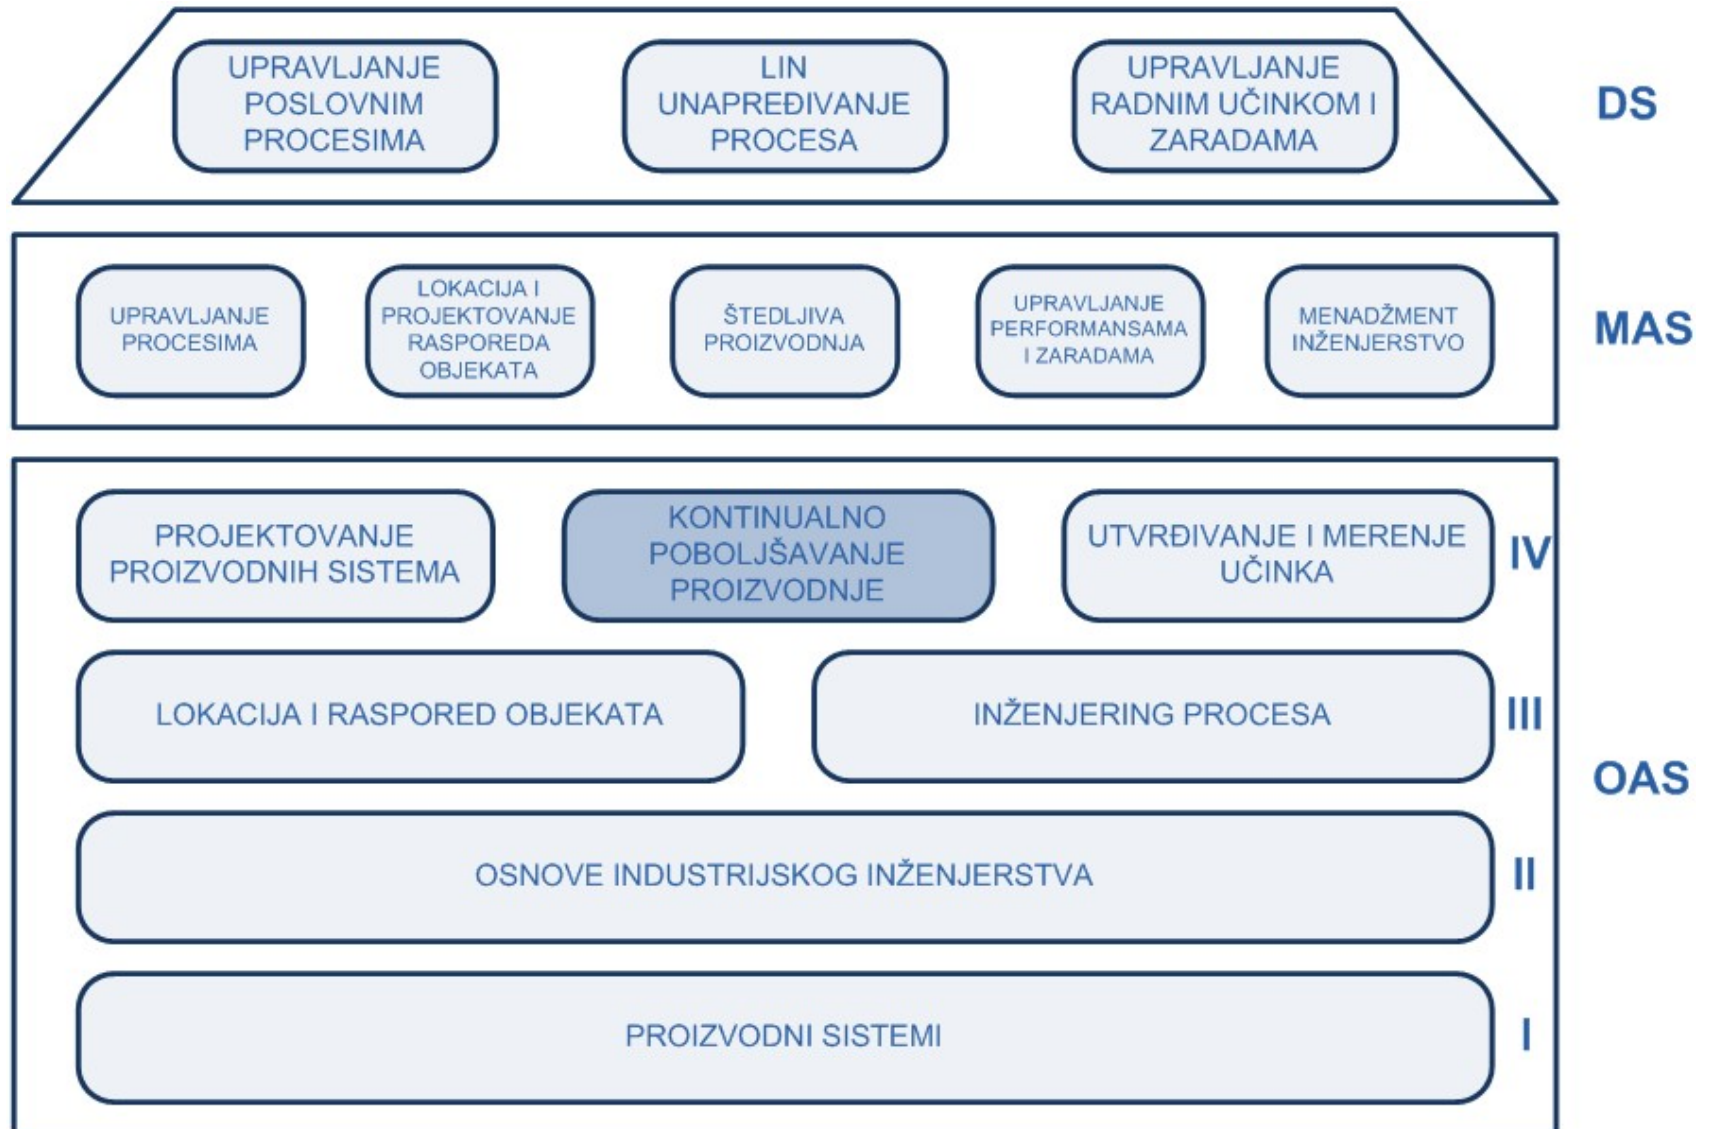 UPRAVLJANJE
POSLOVNIM
PROCESIMA
LIN
UNAPREĐIVANJE
PROCESA
UPRAVLJANJE
RADNIM UČINKOM I
ZARADAMA
DS
UPRAVLJANJE
PROCESIMA
LOKACIJA I
PROJEKTOVANJE
RASPOREDA
OBJEKATA
ŠTEDLJIVA
PROIZVODNJA
UPRAVLJANJE
PERFORMANSAMA
I ZARADAMA
MENADŽMENT
INŽENJERSTVO
MAS
PROJEKTOVANJE
PROIZVODNIH SISTEMA
KONTINUALNO
POBOLJŠAVANJE
PROIZVODNJE
UTVRĐIVANJE I MERENJE
UČINKA
IV
LOKACIJA I RASPORED OBJEKATA
INŽENJERING PROCESA
III
OAS
OSNOVE INDUSTRIJSKOG INŽENJERSTVA
II
PROIZVODNI SISTEMI
I